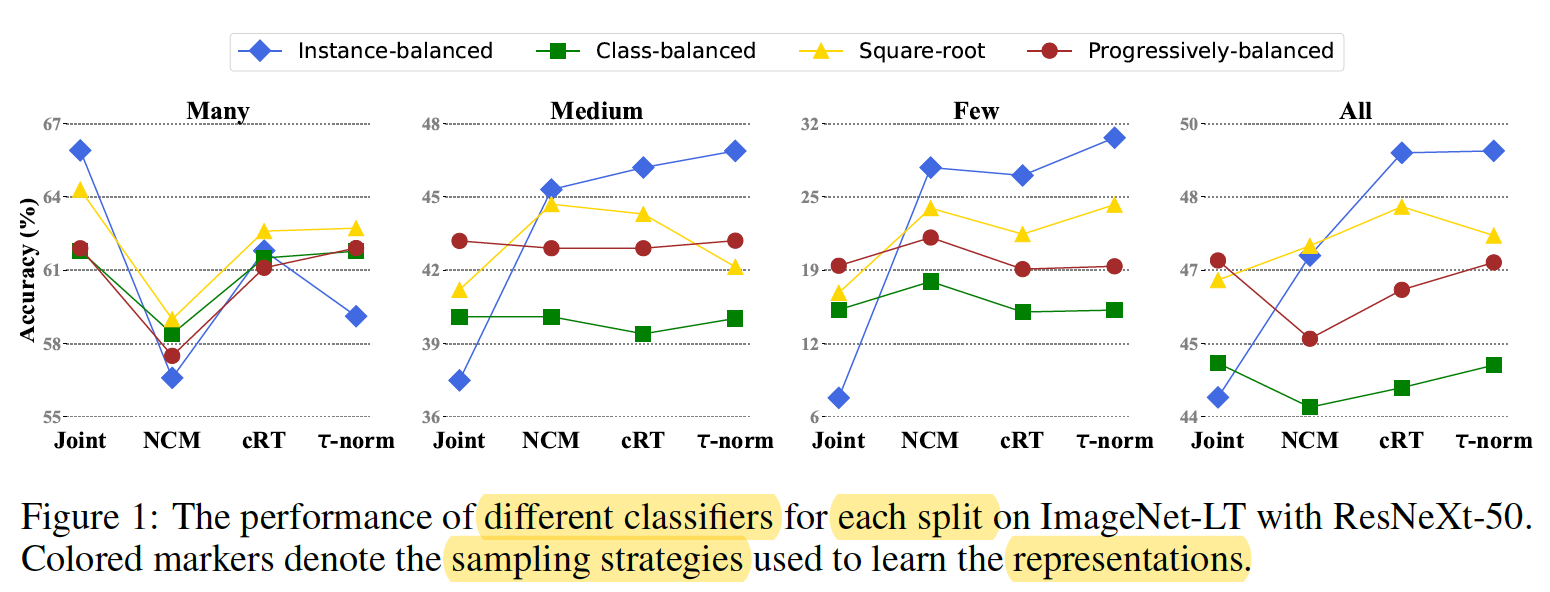 Instance-balanced Class-balanced Square-root Progressively-balanced
Many Medium Few All
Accuracy (%)
67 64 61 58 55
Joint NCM cRT τ-norm
48 45 42 39 36
Joint NCM cRT τ-norm
32 25 19 12 6
Joint NCM cRT τ-norm
50 48 47 45 44
Joint NCM cRT τ-norm
Figure 1: The performance of different classifiers for each split on ImageNet-LT with ResNeXt-50.
Colored markers denote the sampling strategies used to learn the representations.